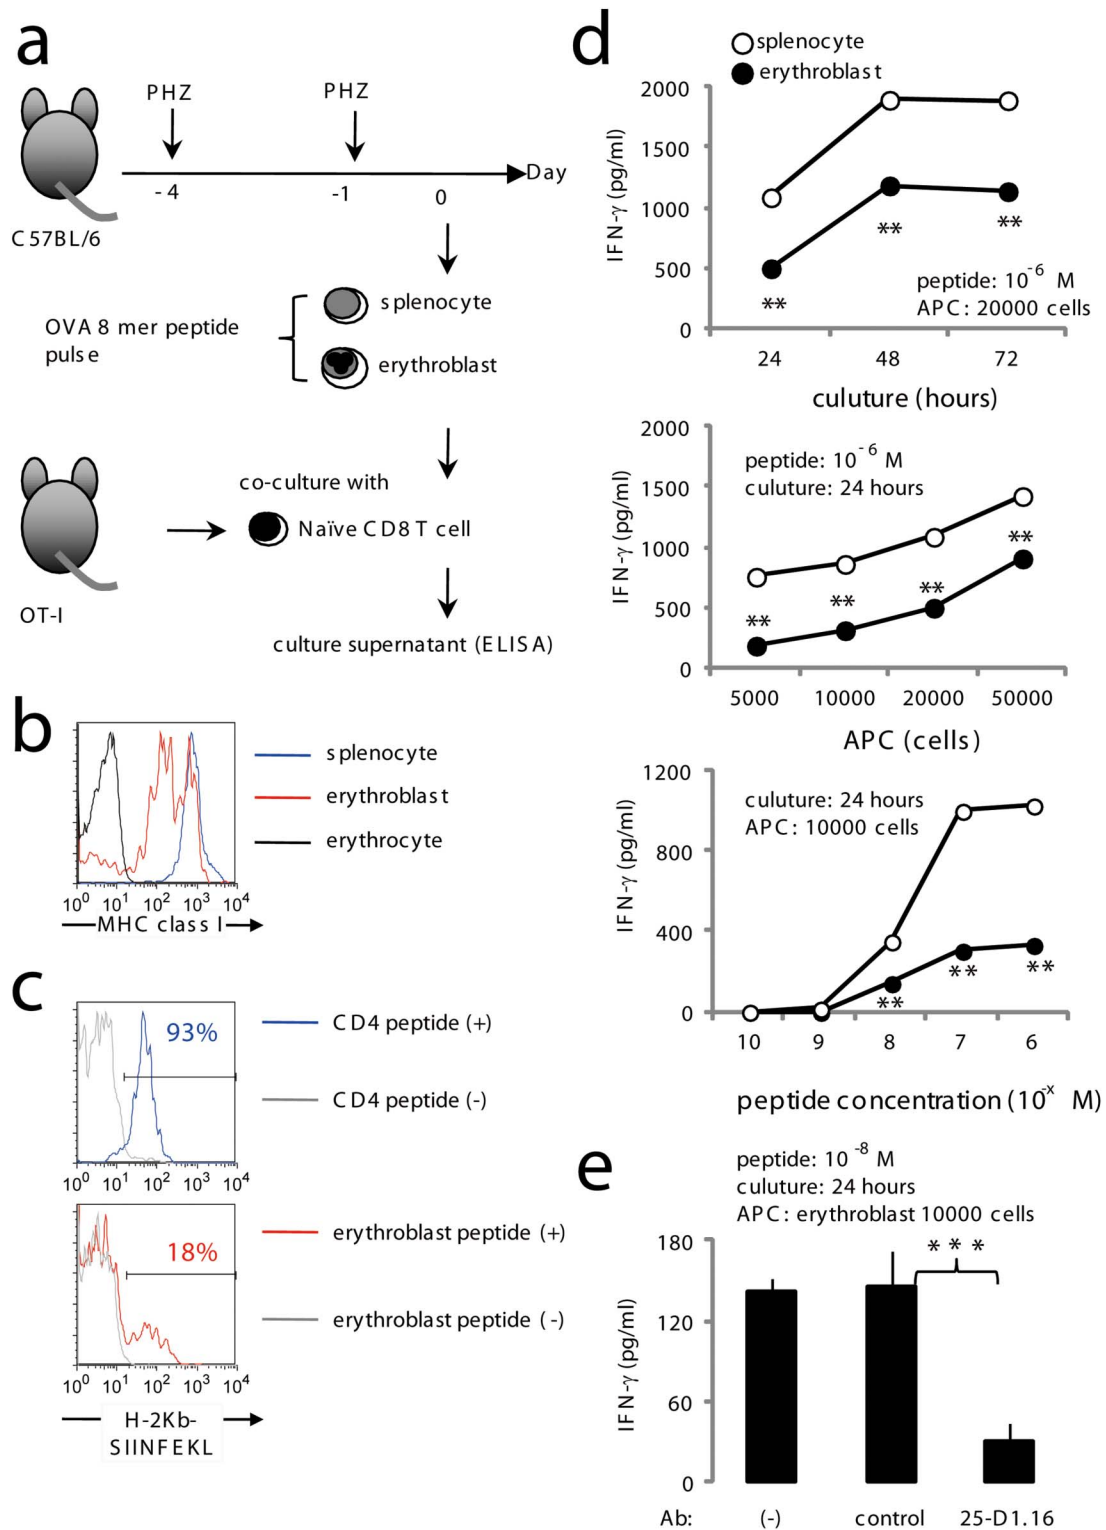 a
PHZ
PHZ
Day
-4
-1
0
C57BL/6
splenocyte
OVA 8 mer peptide
pulse
erythroblast
co-culture with
Naïve CD8 T cell
OT-I
culture supernatant (ELISA)
b
splenocyte
erythroblast
erythrocyte
10^0 10^1 10^2 10^3 10^4
MHC class I
c
93%
CD4 peptide (+)
CD4 peptide (-)
10^0 10^1 10^2 10^3 10^4
18%
erythroblast peptide (+)
erythroblast peptide (-)
10^0 10^1 10^2 10^3 10^4
H-2Kb-
SIINFEKL
d
splenocyte
erythroblast
IFN-γ (pg/ml)
2000
1500
1000
500
0
**
**
**
peptide: 10^-6 M
APC: 20000 cells
24 48 72
culuture (hours)
IFN-γ (pg/ml)
2000
1500
1000
500
0
peptide: 10^-6 M
culuture: 24 hours
**
**
**
**
5000 10000 20000 50000
APC (cells)
IFN-γ (pg/ml)
1200
800
400
0
culuture: 24 hours
APC: 10000 cells
**
**
**
10 9 8 7 6
peptide concentration (10^-x M)
e
peptide: 10^-8 M
culuture: 24 hours
APC: erythroblast 10000 cells
IFN-γ (pg/ml)
180
120
60
0
***
Ab: (-) control 25-D1.16